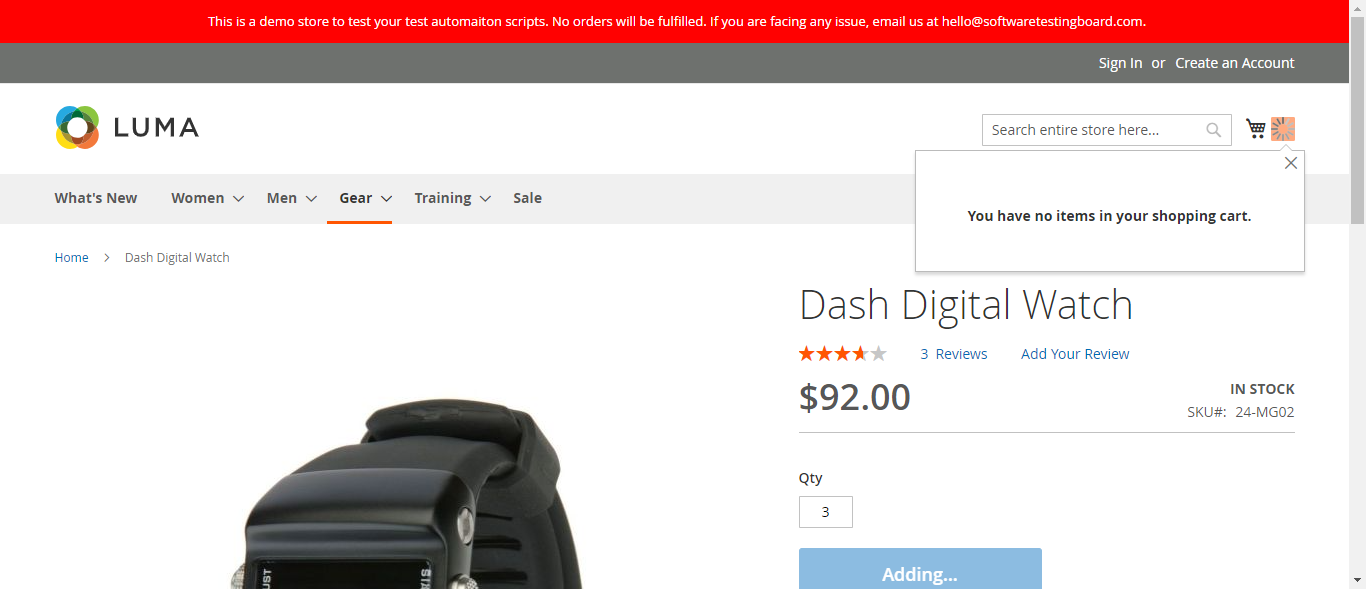 This is a demo store to test your test automaiton scripts. No orders will be fulfilled. If you are facing any issue, email us at hello@softwaretestingboard.com.
Sign In or Create an Account
LUMA
Search entire store here...
What's New Women Men Gear Training Sale
You have no items in your shopping cart.
Home Dash Digital Watch
Dash Digital Watch
3 Reviews Add Your Review
$92.00
IN STOCK
SKU#: 24-MG02
Qty
3
Adding...